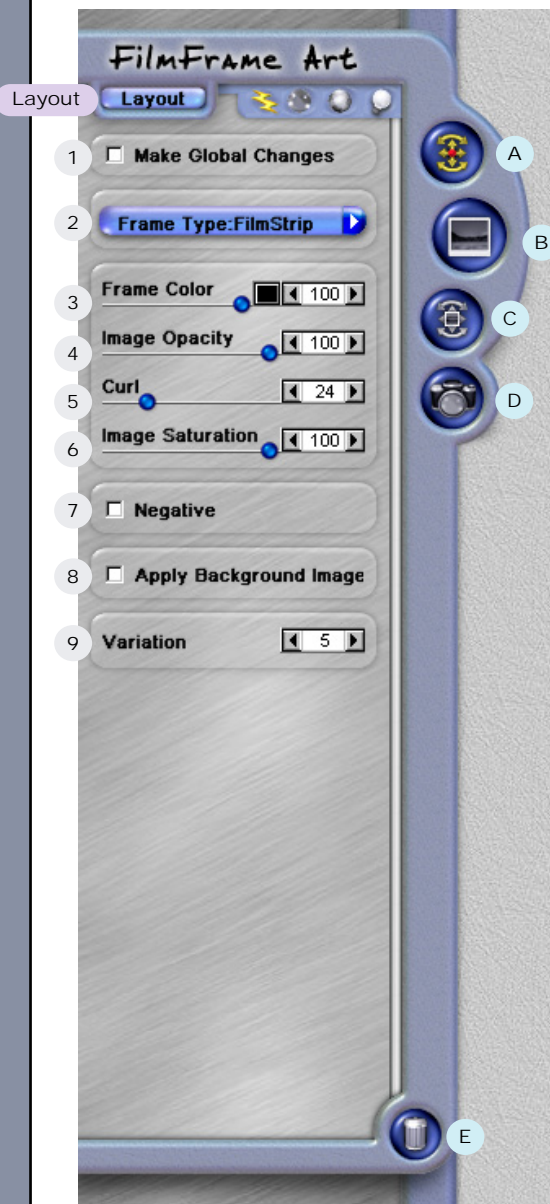 FilmFrame Art
Layout Layout
A
1 Make Global Changes
2 Frame Type:FilmStrip
B
3 Frame Color 100
C
4 Image Opacity 100
5 Curl 24
D
6 Image Saturation 100
7 Negative
8 Apply Background Image
9 Variation 5
E